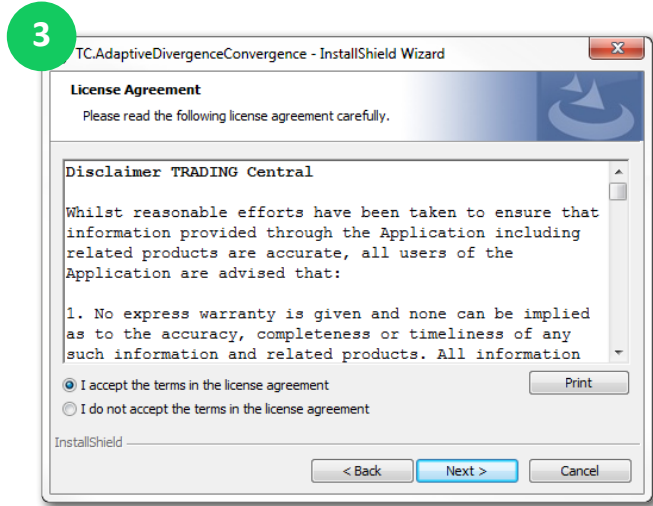 3
TC.AdaptiveDivergenceConvergence - InstallShield Wizard
License Agreement
Please read the following license agreement carefully.
Disclaimer TRADING Central
Whilst reasonable efforts have been taken to ensure that
information provided through the Application including
related products are accurate, all users of the
Application are advised that:
1. No express warranty is given and none can be implied
as to the accuracy, completeness or timeliness of any
such information and related products. All information
I accept the terms in the license agreement
Print
I do not accept the terms in the license agreement
InstallShield
< Back Next > Cancel